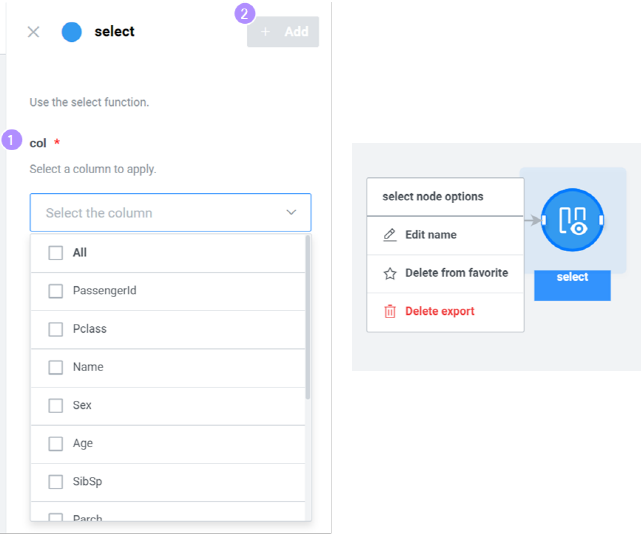 2
select
+ Add
Use the select function.
1
col *
Select a column to apply.
Select the column
All
PassengerId
Pclass
Name
Sex
Age
SibSp
Parch
select node options
Edit name
Delete from favorite
Delete export
select